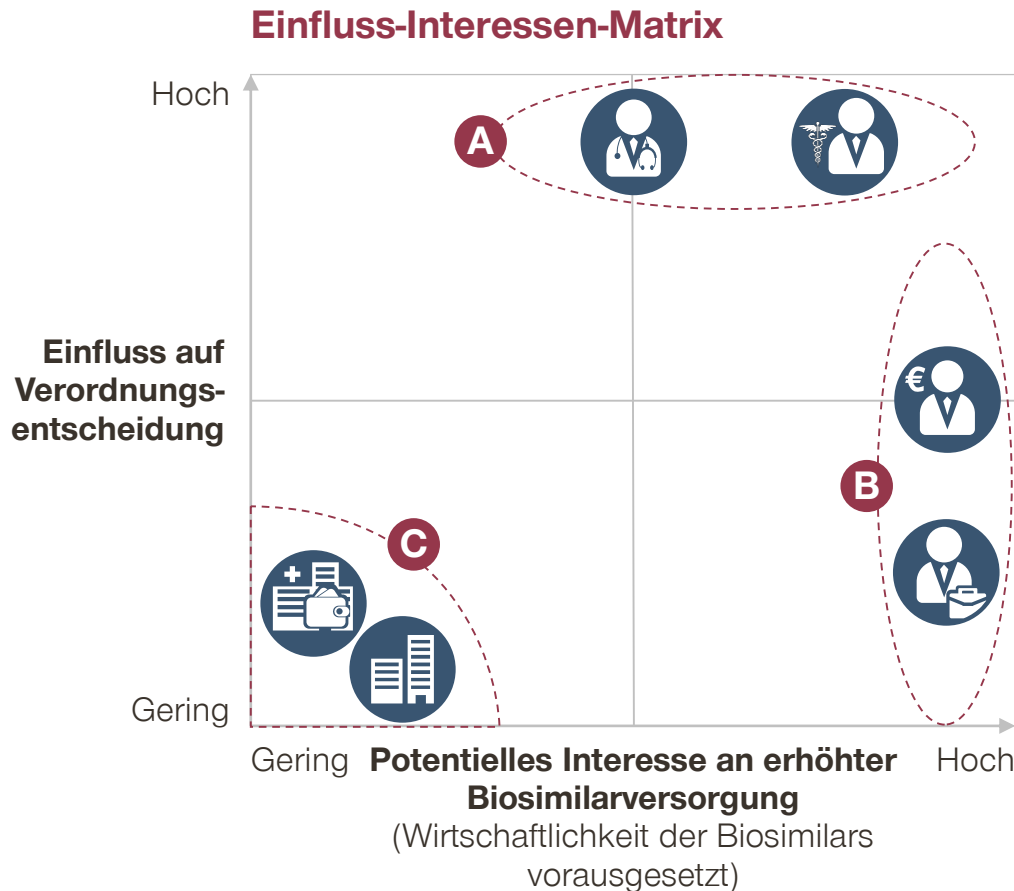 Einfluss-Interessen-Matrix
Hoch
A
€
Einfluss auf
Verordnungs-
entscheidung
B
C
Gering
Gering
Potentielles Interesse an erhöhter
Hoch
Biosimilarversorgung
(Wirtschaftlichkeit der Biosimilars
vorausgesetzt)